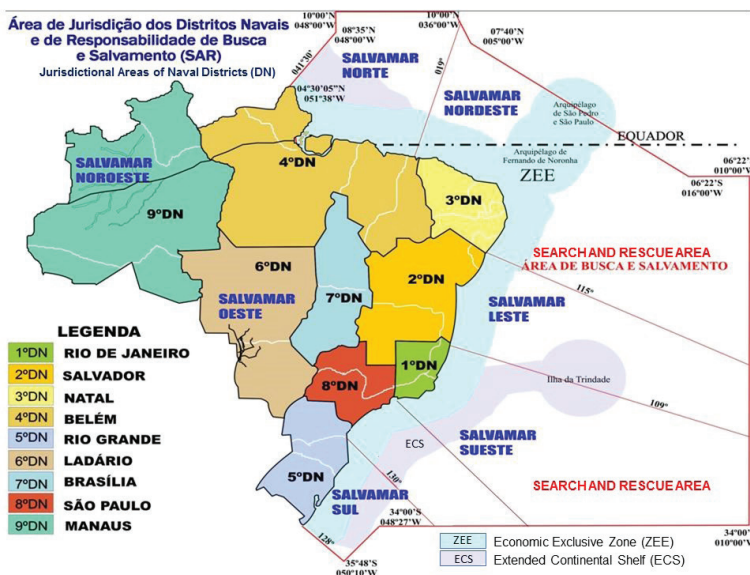 Área de Jurisdição dos Distritos Navais
e de Responsabilidade de Busca
e Salvamento (SAR)
Jurisdictional Areas of Naval Districts (DN)
10°00'N
048°00'W
08°35'N
48°00'W
10°00'N
036°00'W
07°40'N
005°00'W
041°30'
019°
04°30'05"N
051°38'W
SALVAMAR
NORTE
SALVAMAR
NORDESTE
Arquipélago
de São Pedro
e São Paulo
EQUADOR
Arquipélago de
Fernando de Noronha
ZEE
06°22'S
010°00'W
06°22'S
016°00'W
SALVAMAR
NOROESTE
4ºDN
3ºDN
9ºDN
SEARCH AND RESCUE AREA
ÁREA DE BUSCA E SALVAMENTO
6ºDN
2ºDN
115°
SALVAMAR
OESTE
7ºDN
SALVAMAR
LESTE
LEGENDA
1ºDN RIO DE JANEIRO
2ºDN SALVADOR
3ºDN NATAL
4ºDN BELÉM
5ºDN RIO GRANDE
6ºDN LADÁRIO
7ºDN BRASÍLIA
8ºDN SÃO PAULO
9ºDN MANAUS
1ºDN
8ºDN
Ilha da Trindade
109°
ECS
SALVAMAR
SUESTE
5ºDN
130°
SALVAMAR
SUL
SEARCH AND RESCUE AREA
34°00'S
048°27'W
34°00'S
010°00'W
128°
35°48'S
050°10'W
ZEE Economic Exclusive Zone (ZEE)
ECS Extended Continental Shelf (ECS)